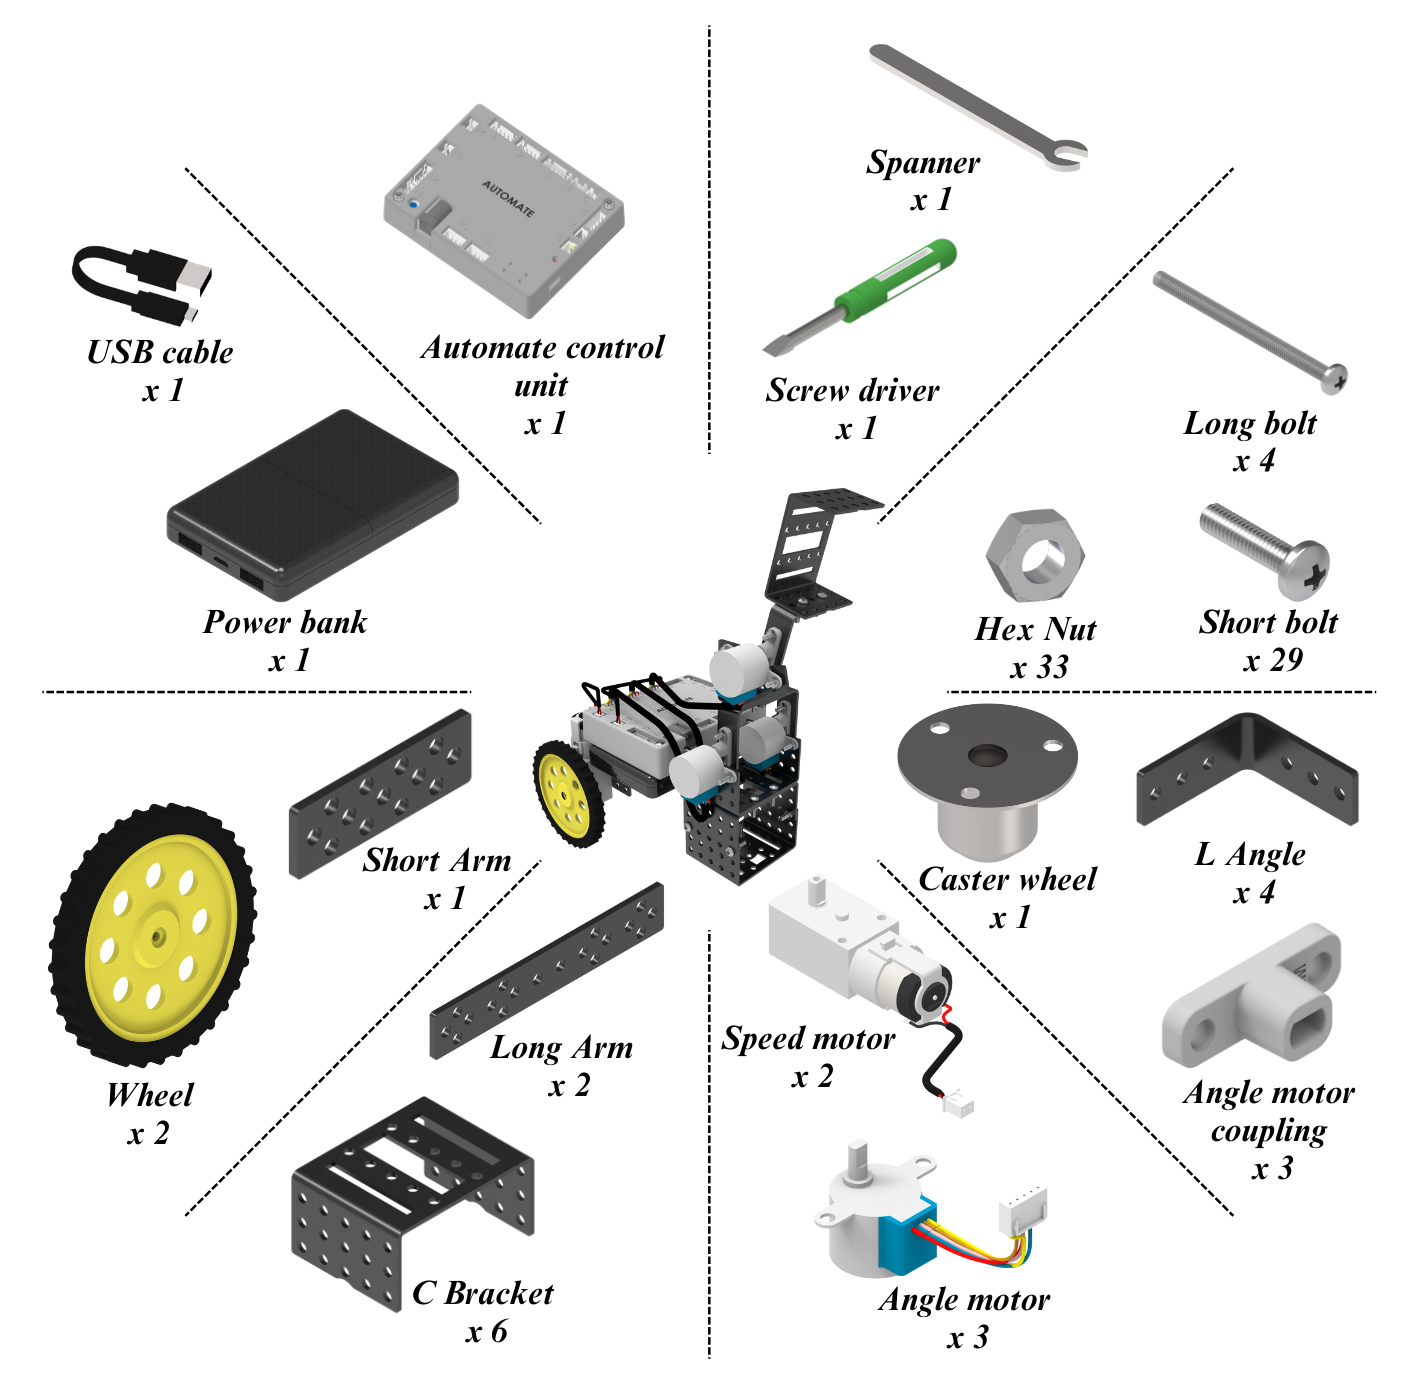 Spanner
x 1
AUTOMATE
USB cable
x 1
Automate control
unit
x 1
Screw driver
x 1
Long bolt
x 4
Power bank
x 1
Hex Nut
x 33
Short bolt
x 29
Short Arm
x 1
Caster wheel
x 1
L Angle
x 4
Wheel
x 2
Long Arm
x 2
Speed motor
x 2
Angle motor
coupling
x 3
C Bracket
x 6
Angle motor
x 3